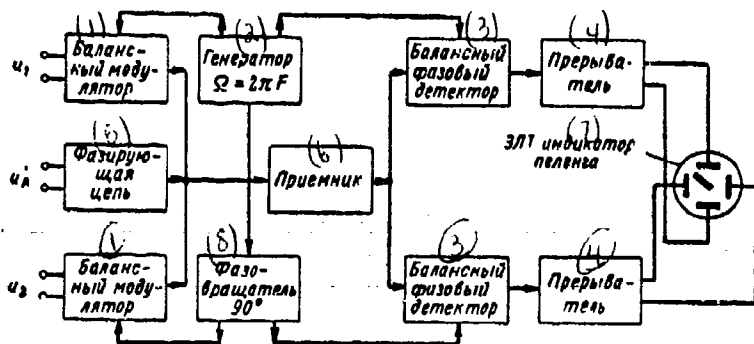 (1)
(2)
(3)
(4)
u₁
Баланс-
ный моду-
лятор
Генератор
Ω = 2πF
Балансный
фазовый
детектор
Прерыва-
тель
(7)
ЭЛТ индикатор
пеленга
(5)
u'A
Фазирую-
щая
цепь
(6)
Приемник
(1)
u₂
Баланс-
ный моду-
лятор
(8)
Фазо-
вращатель
90°
(3)
Балансный
фазовый
детектор
(4)
Прерыва-
тель